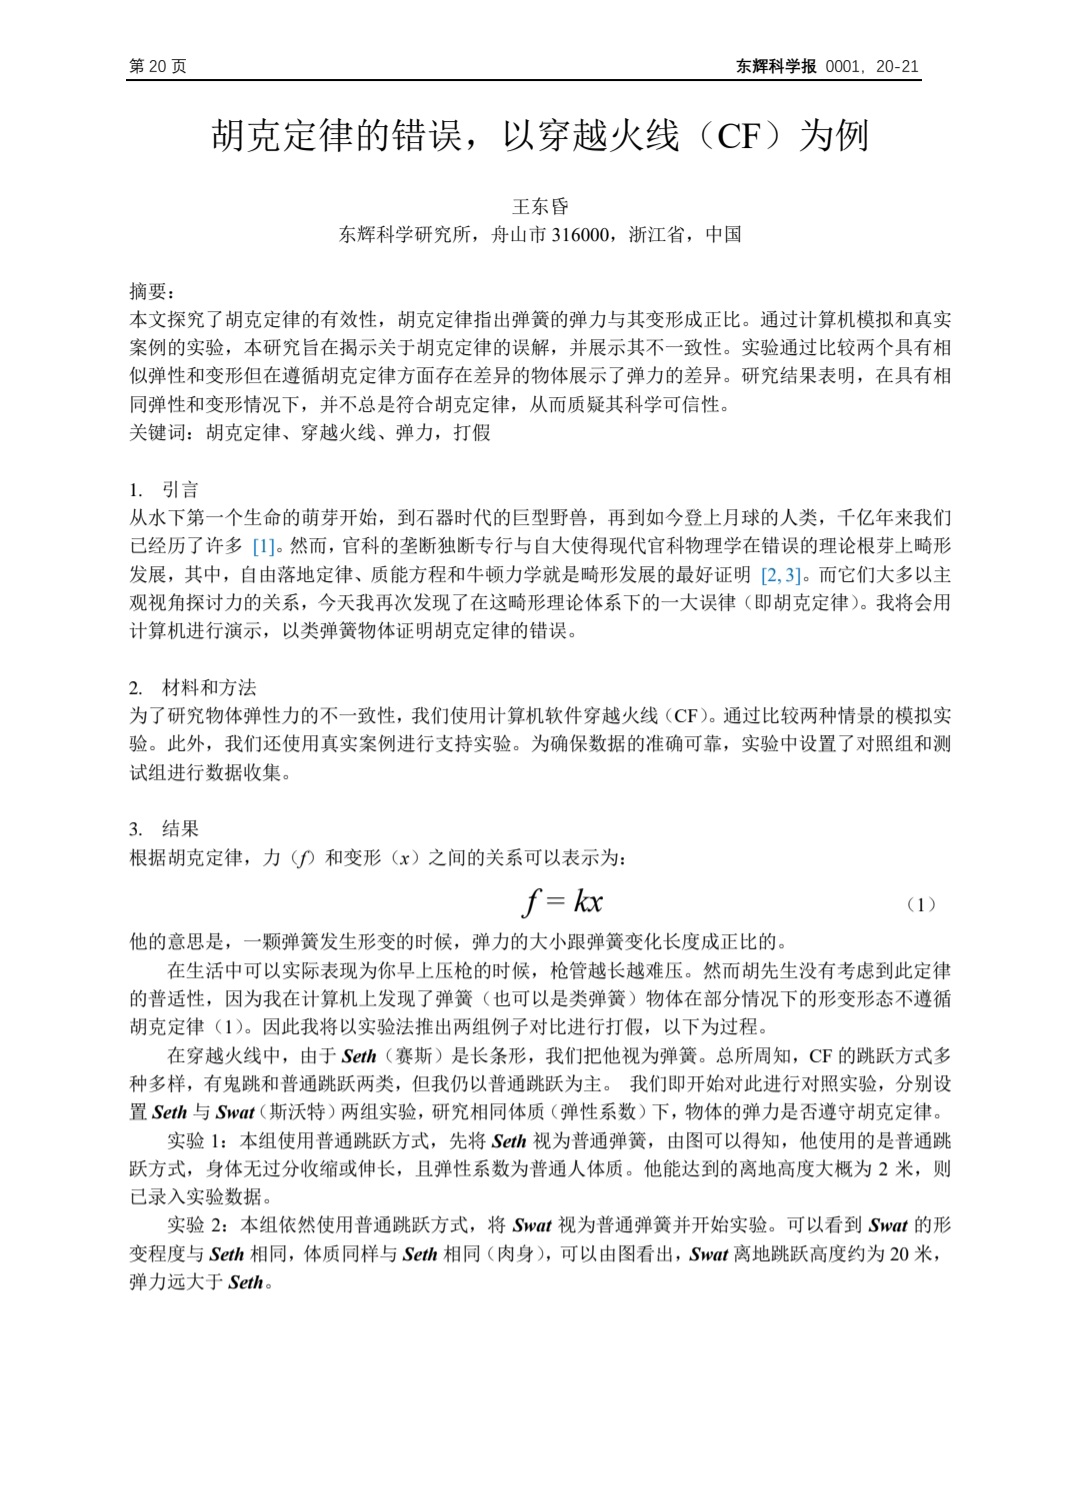 第 20 页
东辉科学报 0001，20-21
胡克定律的错误，以穿越火线（CF）为例
王东昏
东辉科学研究所，舟山市 316000，浙江省，中国
摘要：
本文探究了胡克定律的有效性，胡克定律指出弹簧的弹力与其变形成正比。通过计算机模拟和真实
案例的实验，本研究旨在揭示关于胡克定律的误解，并展示其不一致性。实验通过比较两个具有相
似弹性和变形但在遵循胡克定律方面存在差异的物体展示了弹力的差异。研究结果表明，在具有相
同弹性和变形情况下，并不总是符合胡克定律，从而质疑其科学可信性。
关键词：胡克定律、穿越火线、弹力，打假
1. 引言
从水下第一个生命的萌芽开始，到石器时代的巨型野兽，再到如今登上月球的人类，千亿年来我们
已经历了许多 [1]。然而，官科的垄断独断专行与自大使得现代官科物理学在错误的理论根芽上畸形
发展，其中，自由落地定律、质能方程和牛顿力学就是畸形发展的最好证明 [2, 3]。而它们大多以主
观视角探讨力的关系，今天我再次发现了在这畸形理论体系下的一大误律（即胡克定律）。我将会用
计算机进行演示，以类弹簧物体证明胡克定律的错误。
2. 材料和方法
为了研究物体弹性力的不一致性，我们使用计算机软件穿越火线（CF）。通过比较两种情景的模拟实
验。此外，我们还使用真实案例进行支持实验。为确保数据的准确可靠，实验中设置了对照组和测
试组进行数据收集。
3. 结果
根据胡克定律，力（f）和变形（x）之间的关系可以表示为：
f = kx （1）
他的意思是，一颗弹簧发生形变的时候，弹力的大小跟弹簧变化长度成正比的。
在生活中可以实际表现为你早上压枪的时候，枪管越长越难压。然而胡先生没有考虑到此定律
的普适性，因为我在计算机上发现了弹簧（也可以是类弹簧）物体在部分情况下的形变形态不遵循
胡克定律（1）。因此我将以实验法推出两组例子对比进行打假，以下为过程。
在穿越火线中，由于 Seth（赛斯）是长条形，我们把他视为弹簧。总所周知，CF 的跳跃方式多
种多样，有鬼跳和普通跳跃两类，但我仍以普通跳跃为主。 我们即开始对此进行对照实验，分别设
置 Seth 与 Swat（斯沃特）两组实验，研究相同体质（弹性系数）下，物体的弹力是否遵守胡克定律。
实验 1：本组使用普通跳跃方式，先将 Seth 视为普通弹簧，由图可以得知，他使用的是普通跳
跃方式，身体无过分收缩或伸长，且弹性系数为普通人体质。他能达到的离地高度大概为 2 米，则
已录入实验数据。
实验 2：本组依然使用普通跳跃方式，将 Swat 视为普通弹簧并开始实验。可以看到 Swat 的形
变程度与 Seth 相同，体质同样与 Seth 相同（肉身），可以由图看出，Swat 离地跳跃高度约为 20 米，
弹力远大于 Seth。